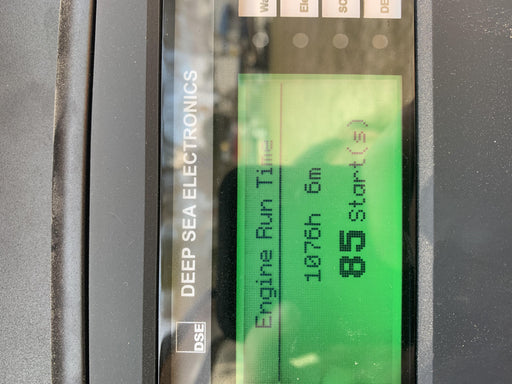 DSE
DEEP SEA ELECTRONICS
Engine Run Time
1076h 6m
85 Start(s)